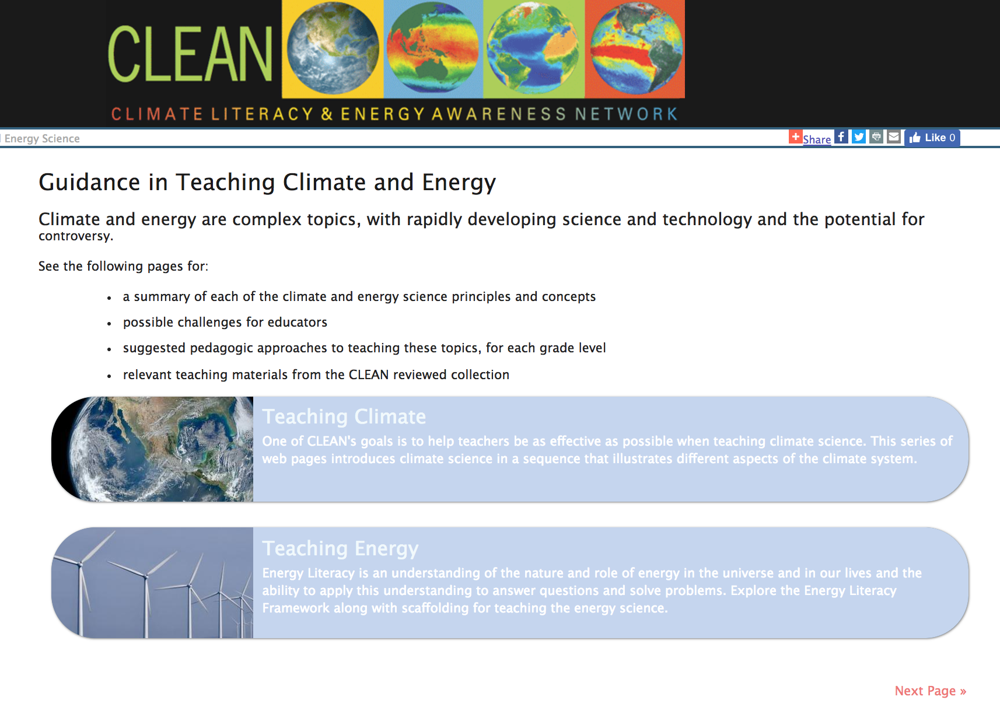 CLEAN
CLIMATE LITERACY & ENERGY AWARENESS NETWORK
Energy Science
Share
Like 0
Guidance in Teaching Climate and Energy
Climate and energy are complex topics, with rapidly developing science and technology and the potential for
controversy.
See the following pages for:
• a summary of each of the climate and energy science principles and concepts
• possible challenges for educators
• suggested pedagogic approaches to teaching these topics, for each grade level
• relevant teaching materials from the CLEAN reviewed collection
Teaching Climate
One of CLEAN's goals is to help teachers be as effective as possible when teaching climate science. This series of
web pages introduces climate science in a sequence that illustrates different aspects of the climate system.
Teaching Energy
Energy Literacy is an understanding of the nature and role of energy in the universe and in our lives and the
ability to apply this understanding to answer questions and solve problems. Explore the Energy Literacy
Framework along with scaffolding for teaching the energy science.
Next Page »